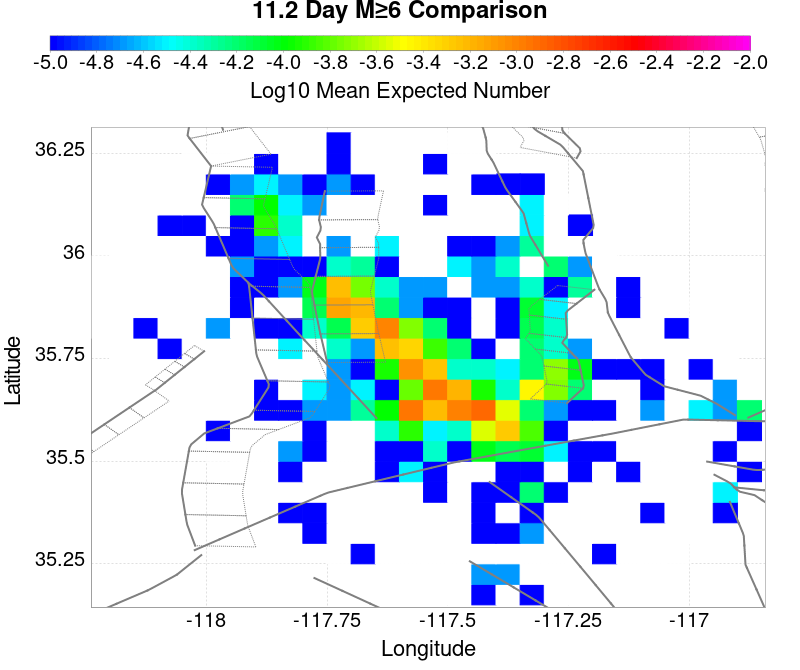 11.2 Day M≥6 Comparison
-5.0 -4.8 -4.6 -4.4 -4.2 -4.0 -3.8 -3.6 -3.4 -3.2 -3.0 -2.8 -2.6 -2.4 -2.2 -2.0
Log10 Mean Expected Number
36.25
36
35.75
35.5
35.25
Latitude
-118 -117.75 -117.5 -117.25 -117
Longitude